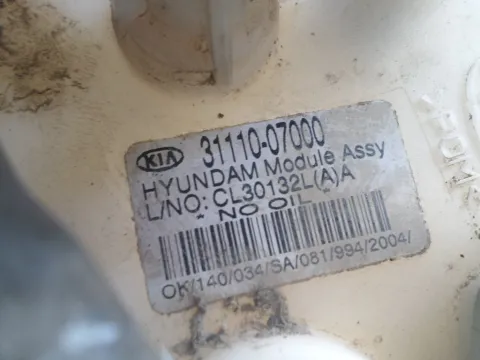 KIA 31110-07000
HYUNDAM Module Assy
L/NO: CL30132L(A)A
- NO OIL -
OK/140/034/SA/081/994/2004/